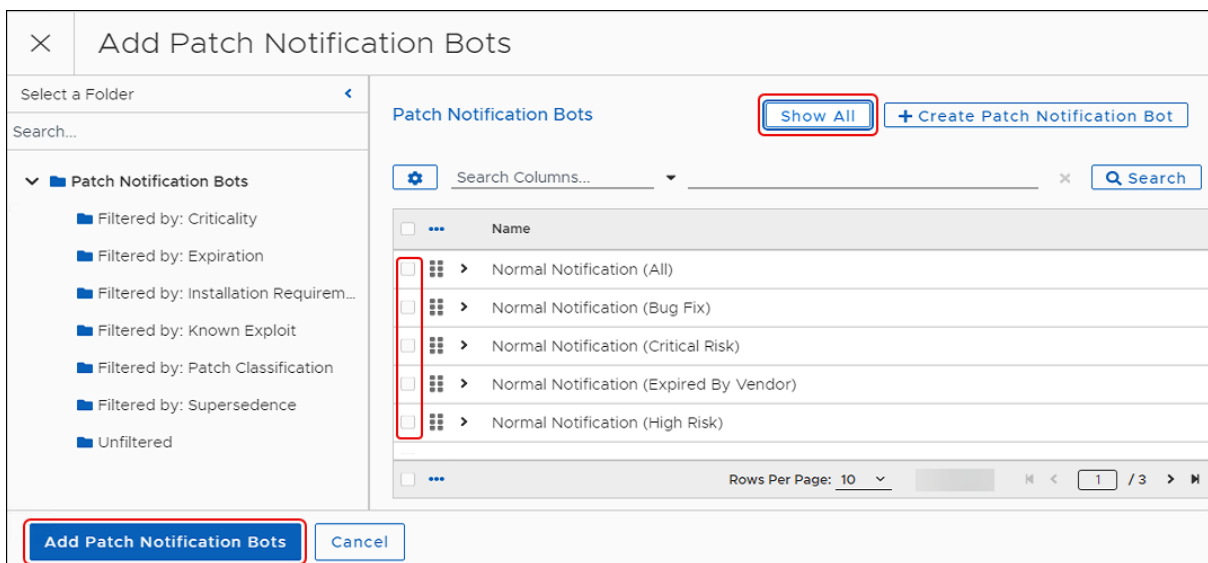 Add Patch Notification Bots
Select a Folder
Search...
Patch Notification Bots
Filtered by: Criticality
Filtered by: Expiration
Filtered by: Installation Requirem...
Filtered by: Known Exploit
Filtered by: Patch Classification
Filtered by: Supersedence
Unfiltered
Patch Notification Bots
Show All
+ Create Patch Notification Bot
Search Columns...
Search
Name
Normal Notification (All)
Normal Notification (Bug Fix)
Normal Notification (Critical Risk)
Normal Notification (Expired By Vendor)
Normal Notification (High Risk)
Rows Per Page: 10
1 / 3
Add Patch Notification Bots
Cancel